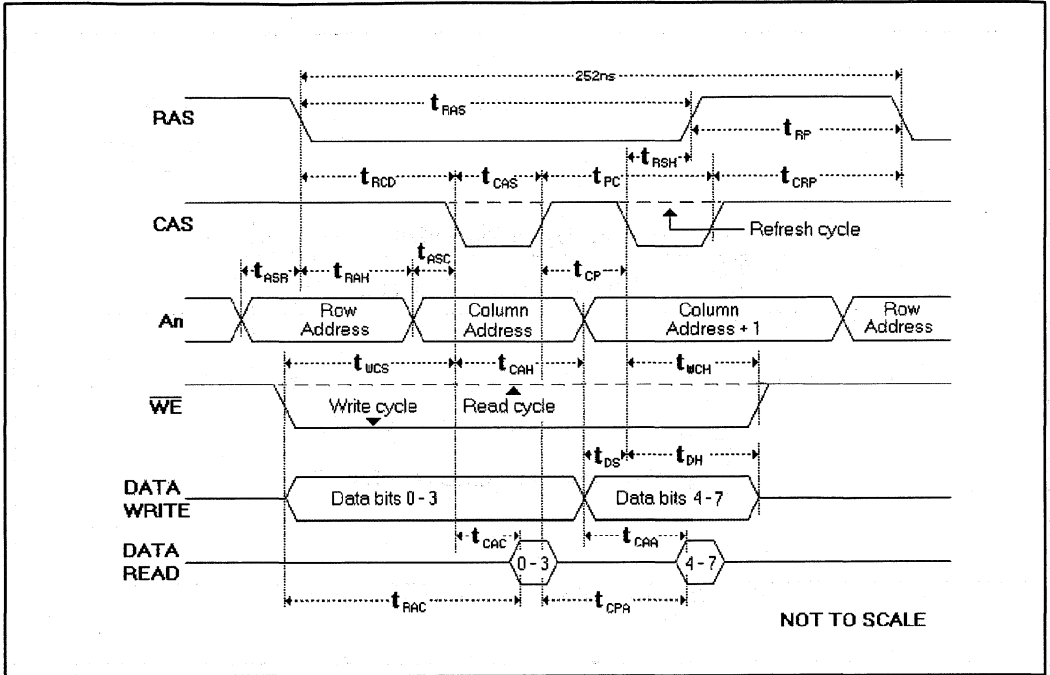 252ns
RAS
tRAS
tRP
tRSH
tRCD
tCAS
tPC
tCRP
CAS
Refresh cycle
tASC
tASR
tRAH
tCP
An
Row
Address
Column
Address
Column
Address + 1
Row
Address
tWCS
tCAH
tWCH
WE
Write cycle
Read cycle
tDS
tDH
DATA
WRITE
Data bits 0 - 3
Data bits 4 - 7
tCAC
tCAA
DATA
READ
0 - 3
4 - 7
tRAC
tCPA
NOT TO SCALE